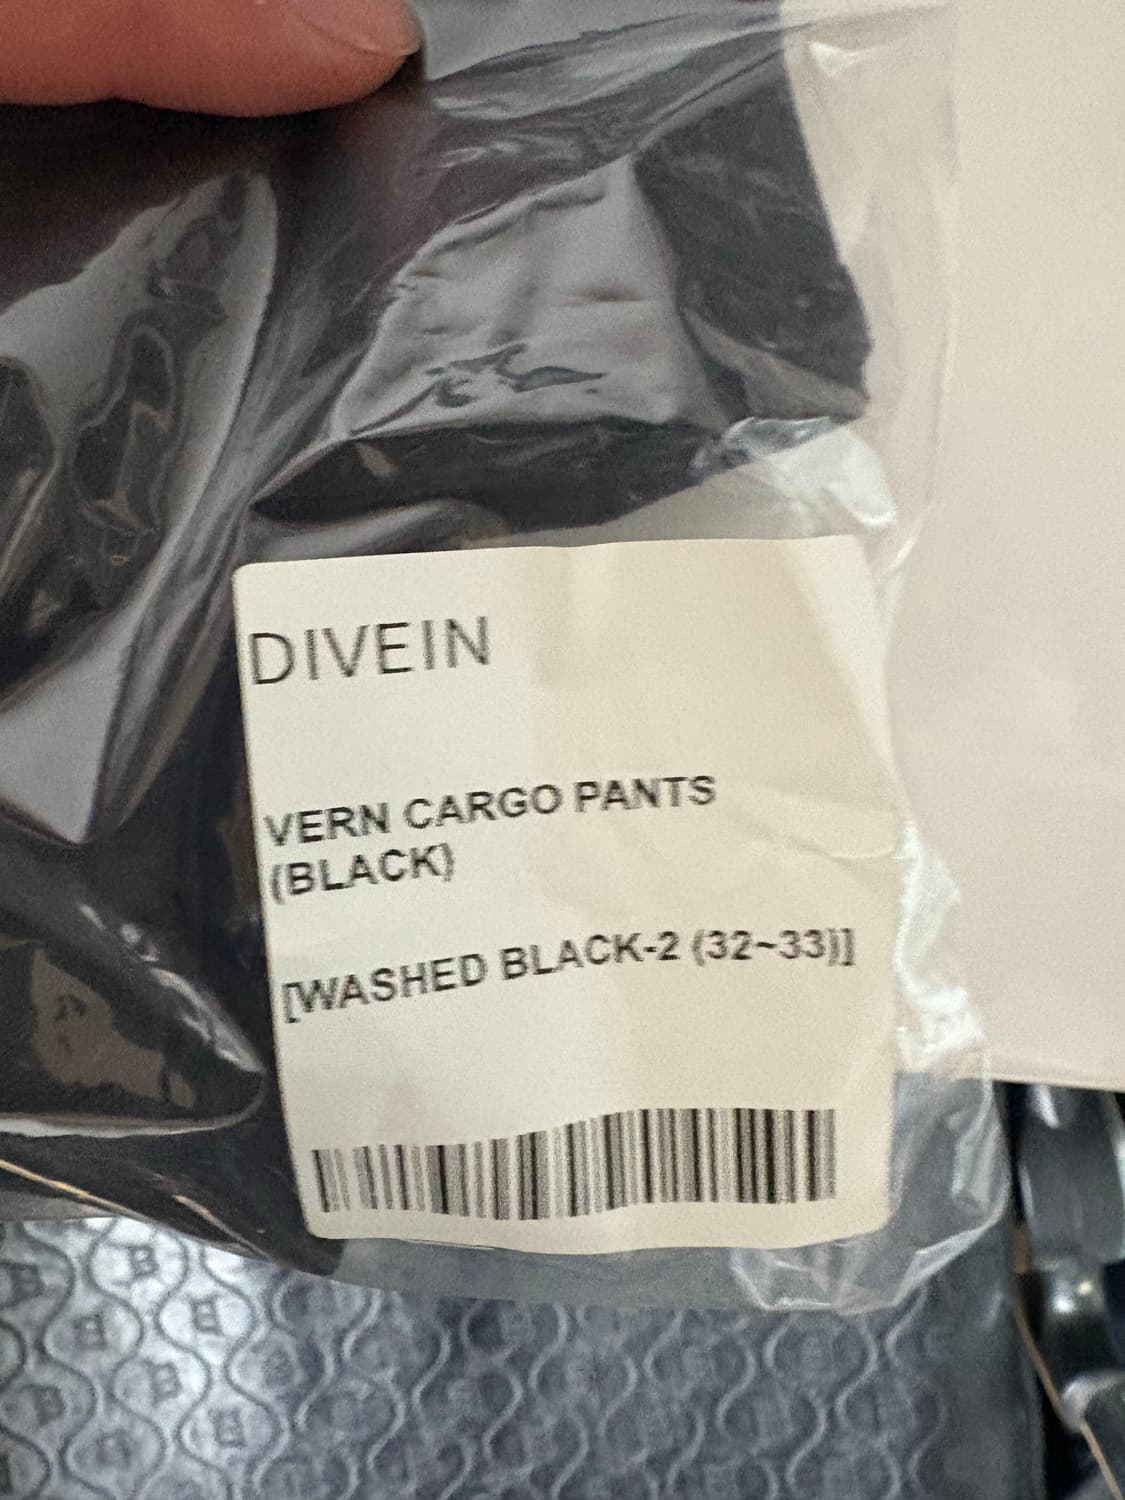 DIVEIN
VERN CARGO PANTS
(BLACK)
[WASHED BLACK-2 (32~33)]